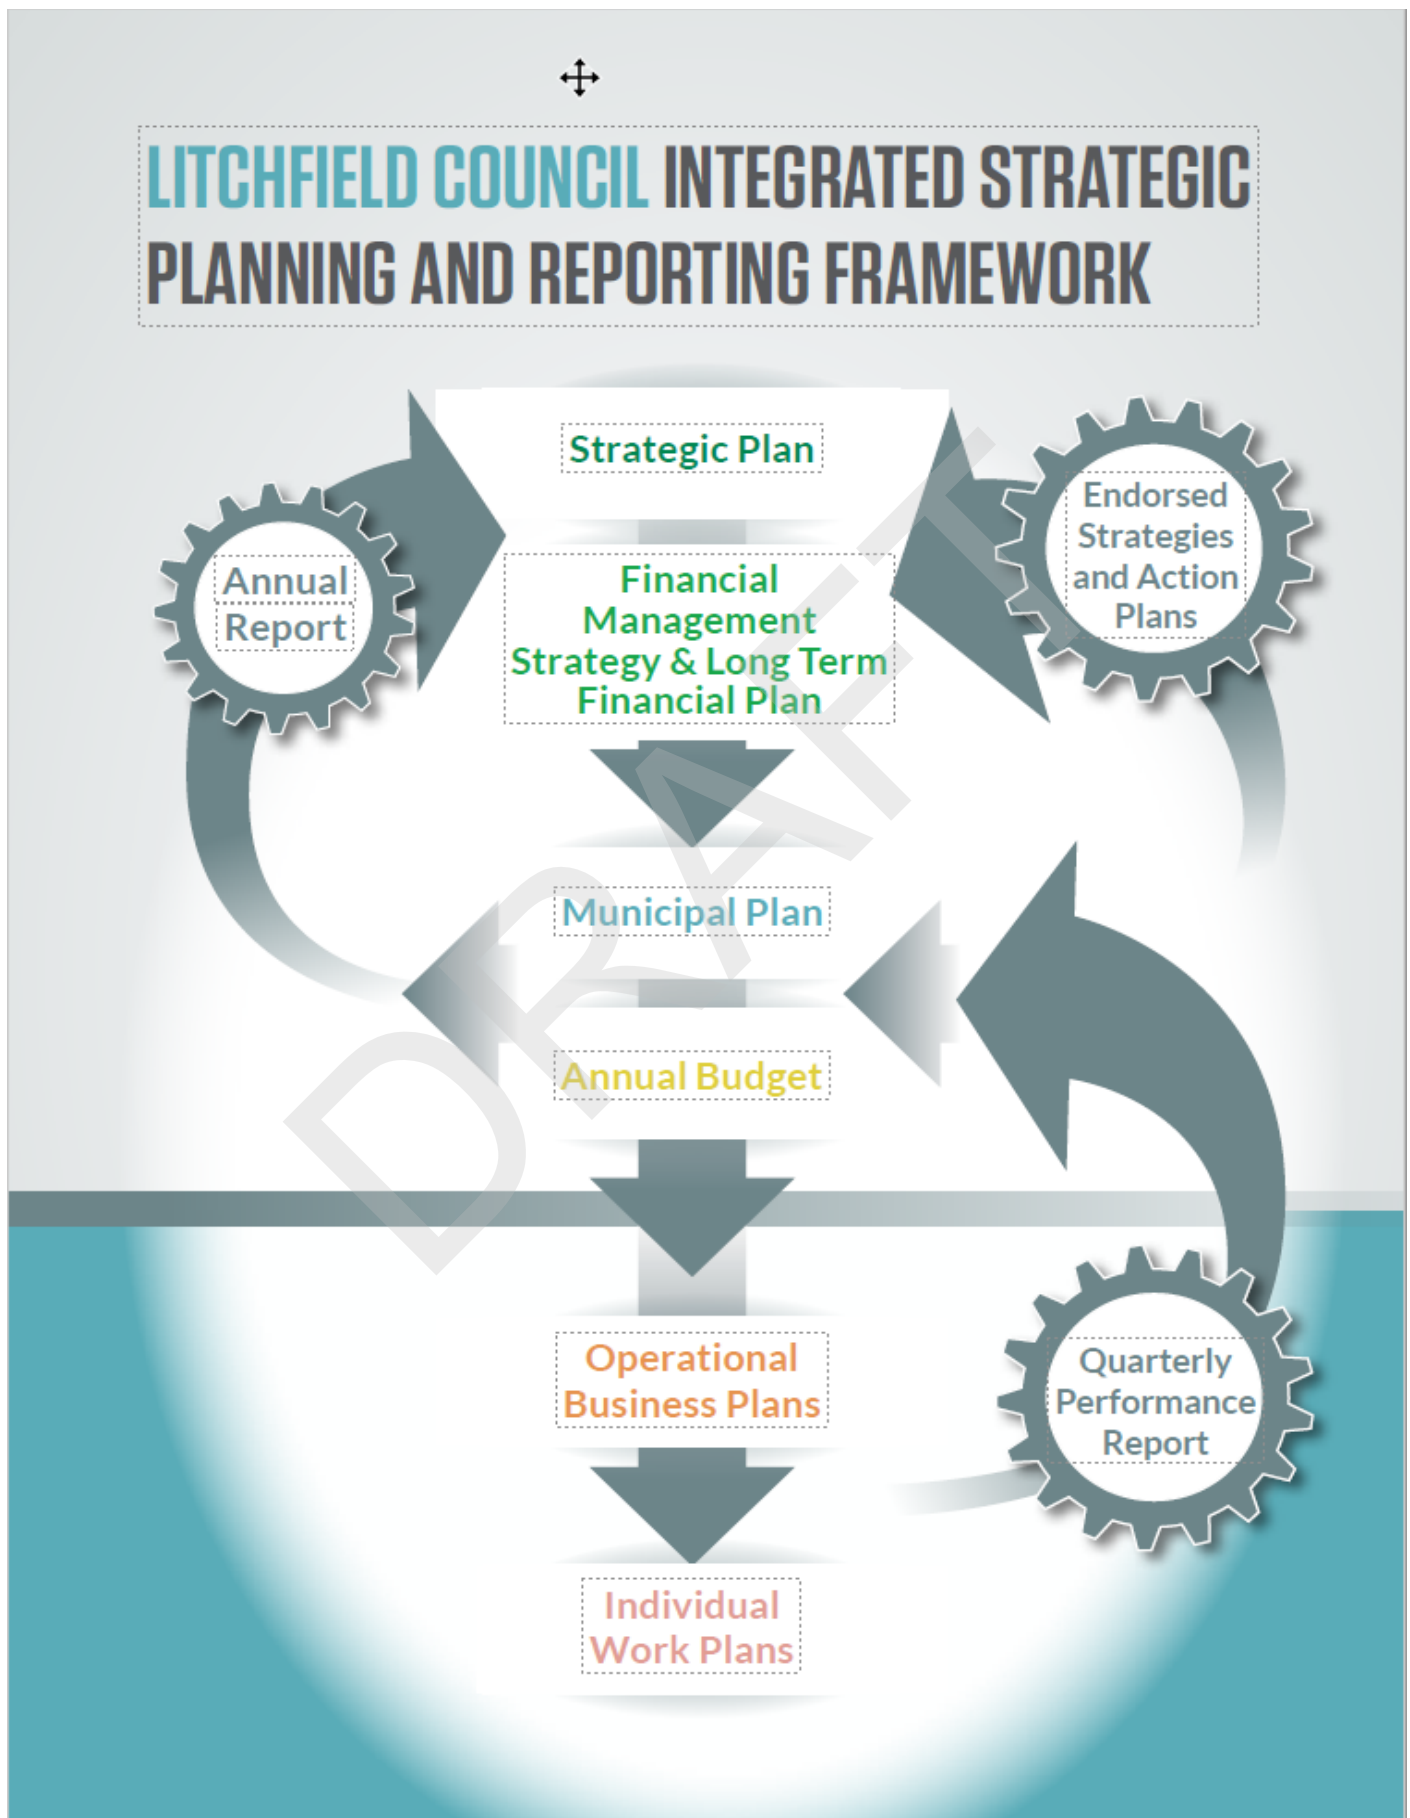 LITCHFIELD COUNCIL INTEGRATED STRATEGIC
PLANNING AND REPORTING FRAMEWORK
Strategic Plan
Endorsed
Strategies
and Action
Plans
Annual
Report
Financial
Management
Strategy & Long Term
Financial Plan
Municipal Plan
Annual Budget
Operational
Business Plans
Quarterly
Performance
Report
Individual
Work Plans
DRAFT